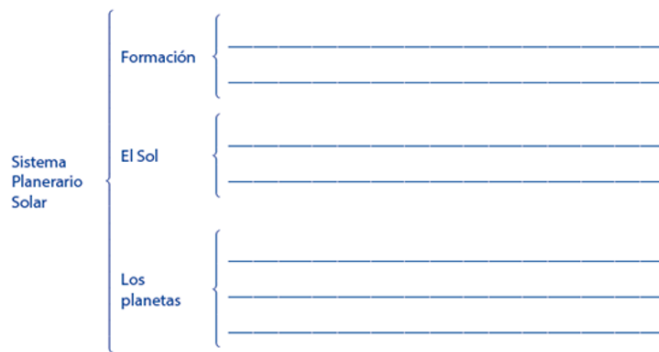 Formación
El Sol
Sistema
Planerario
Solar
Los
planetas